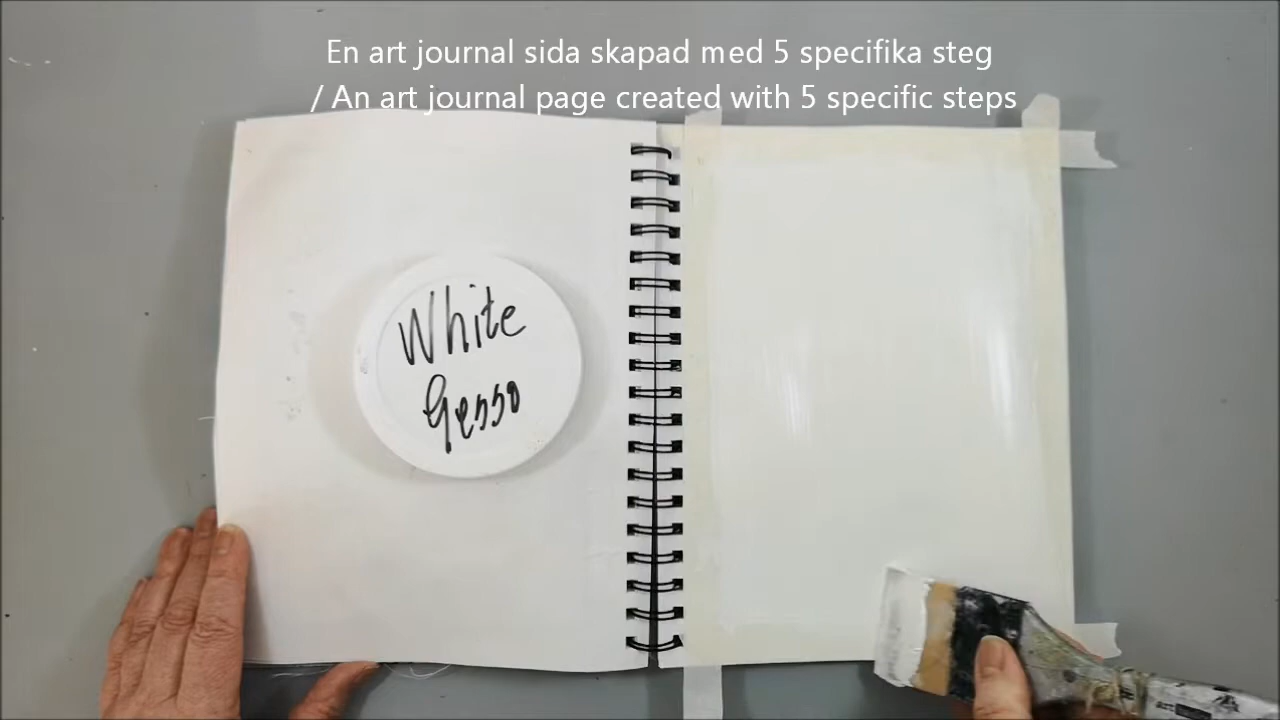 En art journal sida skapad med 5 specifika steg
/ An art journal page created with 5 specific steps
White
Gesso